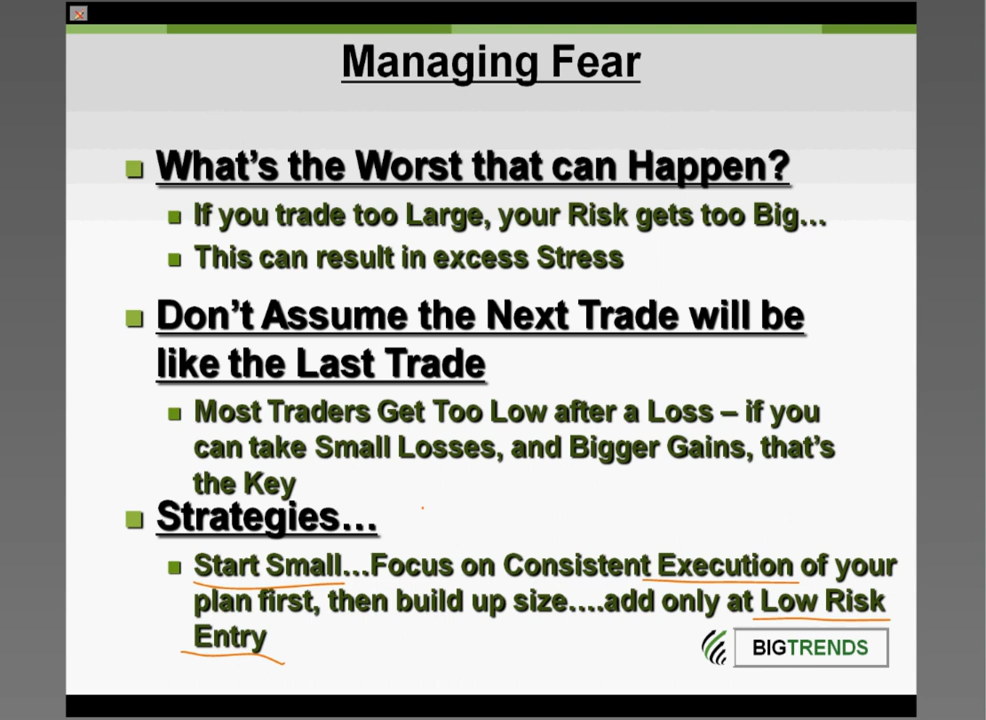 Managing Fear
What's the Worst that can Happen?
If you trade too Large, your Risk gets too Big...
This can result in excess Stress
Don't Assume the Next Trade will be
like the Last Trade
Most Traders Get Too Low after a Loss – if you
can take Small Losses, and Bigger Gains, that's
the Key
Strategies...
Start Small...Focus on Consistent Execution of your
plan first, then build up size....add only at Low Risk
Entry
BIGTRENDS